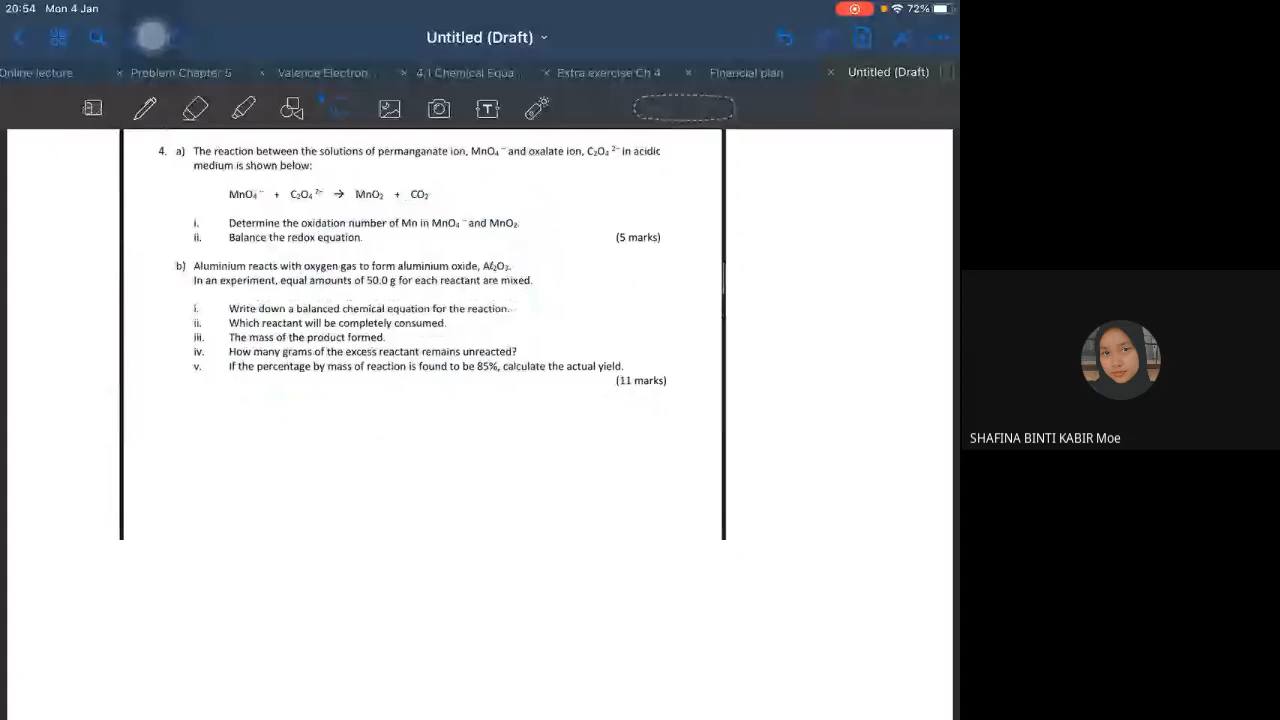 20:54 Mon 4 Jan
72%
Untitled (Draft)
Online lecture
Problem Chapter 5
Valence Electron...
4.1 Chemical Equa...
Extra exercise Ch 4
Financial plan
Untitled (Draft)
4. a) The reaction between the solutions of permanganate ion, MnO₄⁻ and oxalate ion, C₂O₄²⁻ in acidic
medium is shown below:
MnO₄⁻ + C₂O₄²⁻ → MnO₂ + CO₂
i. Determine the oxidation number of Mn in MnO₄⁻ and MnO₂.
ii. Balance the redox equation. (5 marks)
b) Aluminium reacts with oxygen gas to form aluminium oxide, Aℓ₂O₃.
In an experiment, equal amounts of 50.0 g for each reactant are mixed.
i. Write down a balanced chemical equation for the reaction.
ii. Which reactant will be completely consumed.
iii. The mass of the product formed.
iv. How many grams of the excess reactant remains unreacted?
v. If the percentage by mass of reaction is found to be 85%, calculate the actual yield.
(11 marks)
SHAFINA BINTI KABIR Moe